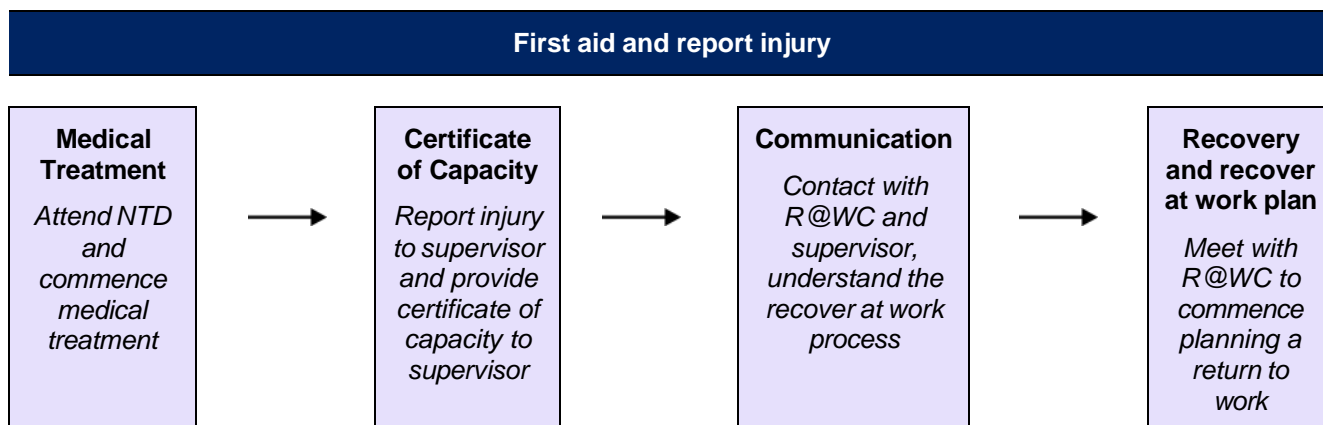 First aid and report injury
Medical
Treatment
Attend NTD
and
commence
medical
treatment
Certificate
of Capacity
Report injury
to supervisor
and provide
certificate of
capacity to
supervisor
Communication
Contact with
R@WC and
supervisor,
understand the
recover at work
process
Recovery
and recover
at work plan
Meet with
R@WC to
commence
planning a
return to
work